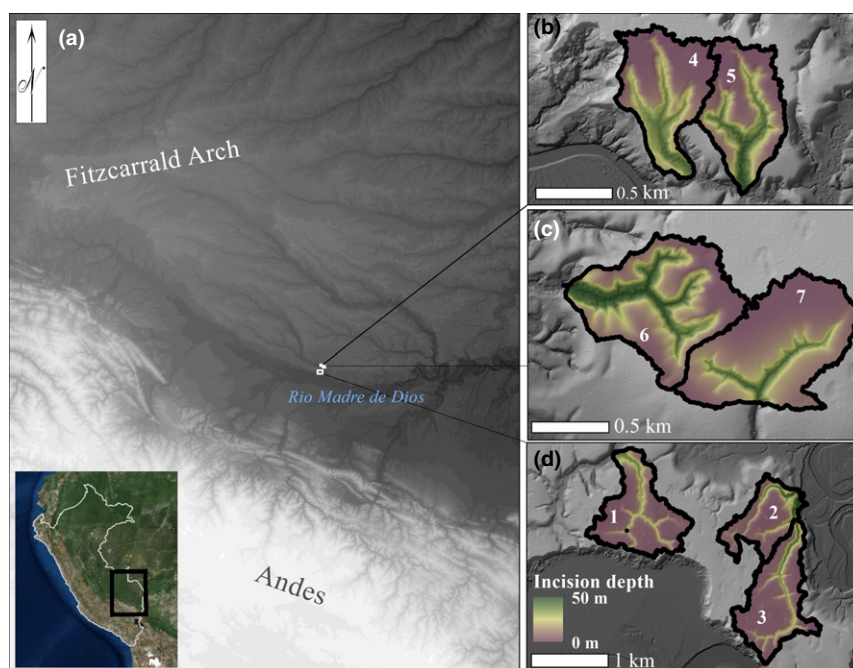 (a)
N
Fitzcarrald Arch
Rio Madre de Dios
Andes
(b)
4
5
0.5 km
(c)
7
6
0.5 km
(d)
1
2
3
Incision depth
50 m
0 m
1 km